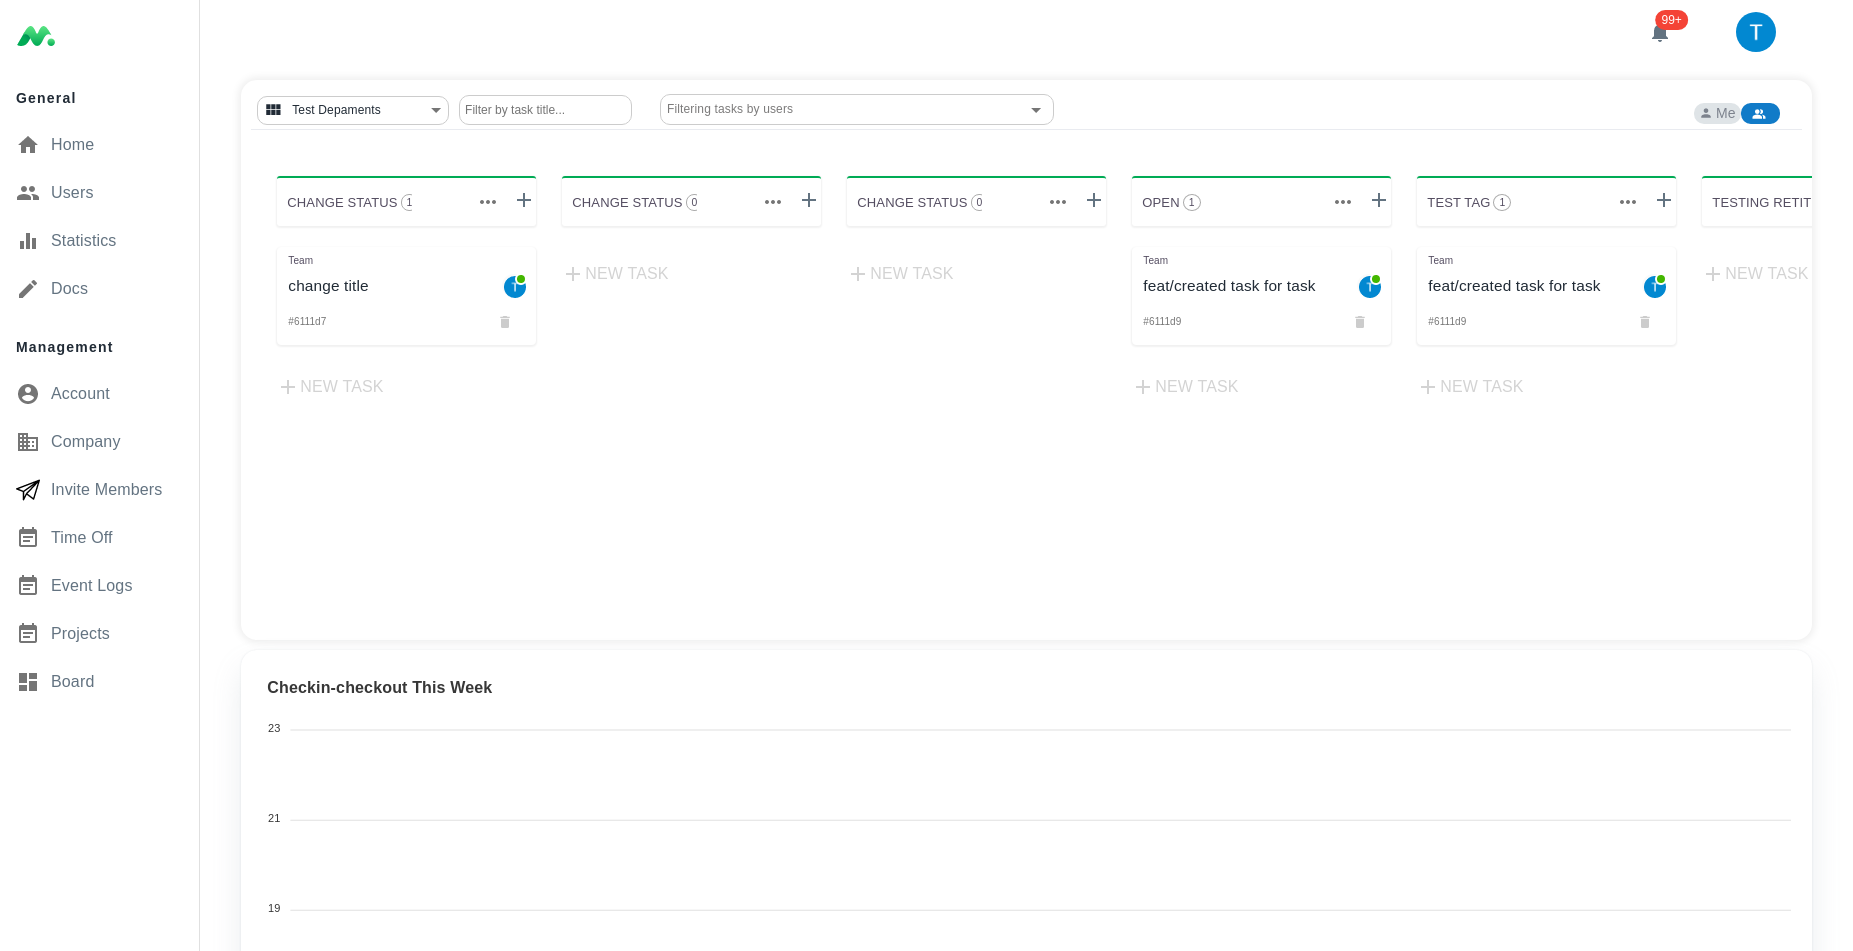 99+
T
General
Home
Users
Statistics
Docs
Management
Account
Company
Invite Members
Time Off
Event Logs
Projects
Board
Test Depaments
Filter by task title...
Filtering tasks by users
Me
CHANGE STATUS 1
Team
change title
T
#6111d7
NEW TASK
CHANGE STATUS 0
NEW TASK
CHANGE STATUS 0
NEW TASK
OPEN 1
Team
feat/created task for task
T
#6111d9
NEW TASK
TEST TAG 1
Team
feat/created task for task
T
#6111d9
NEW TASK
TESTING RETIT
NEW TASK
Checkin-checkout This Week
23
21
19